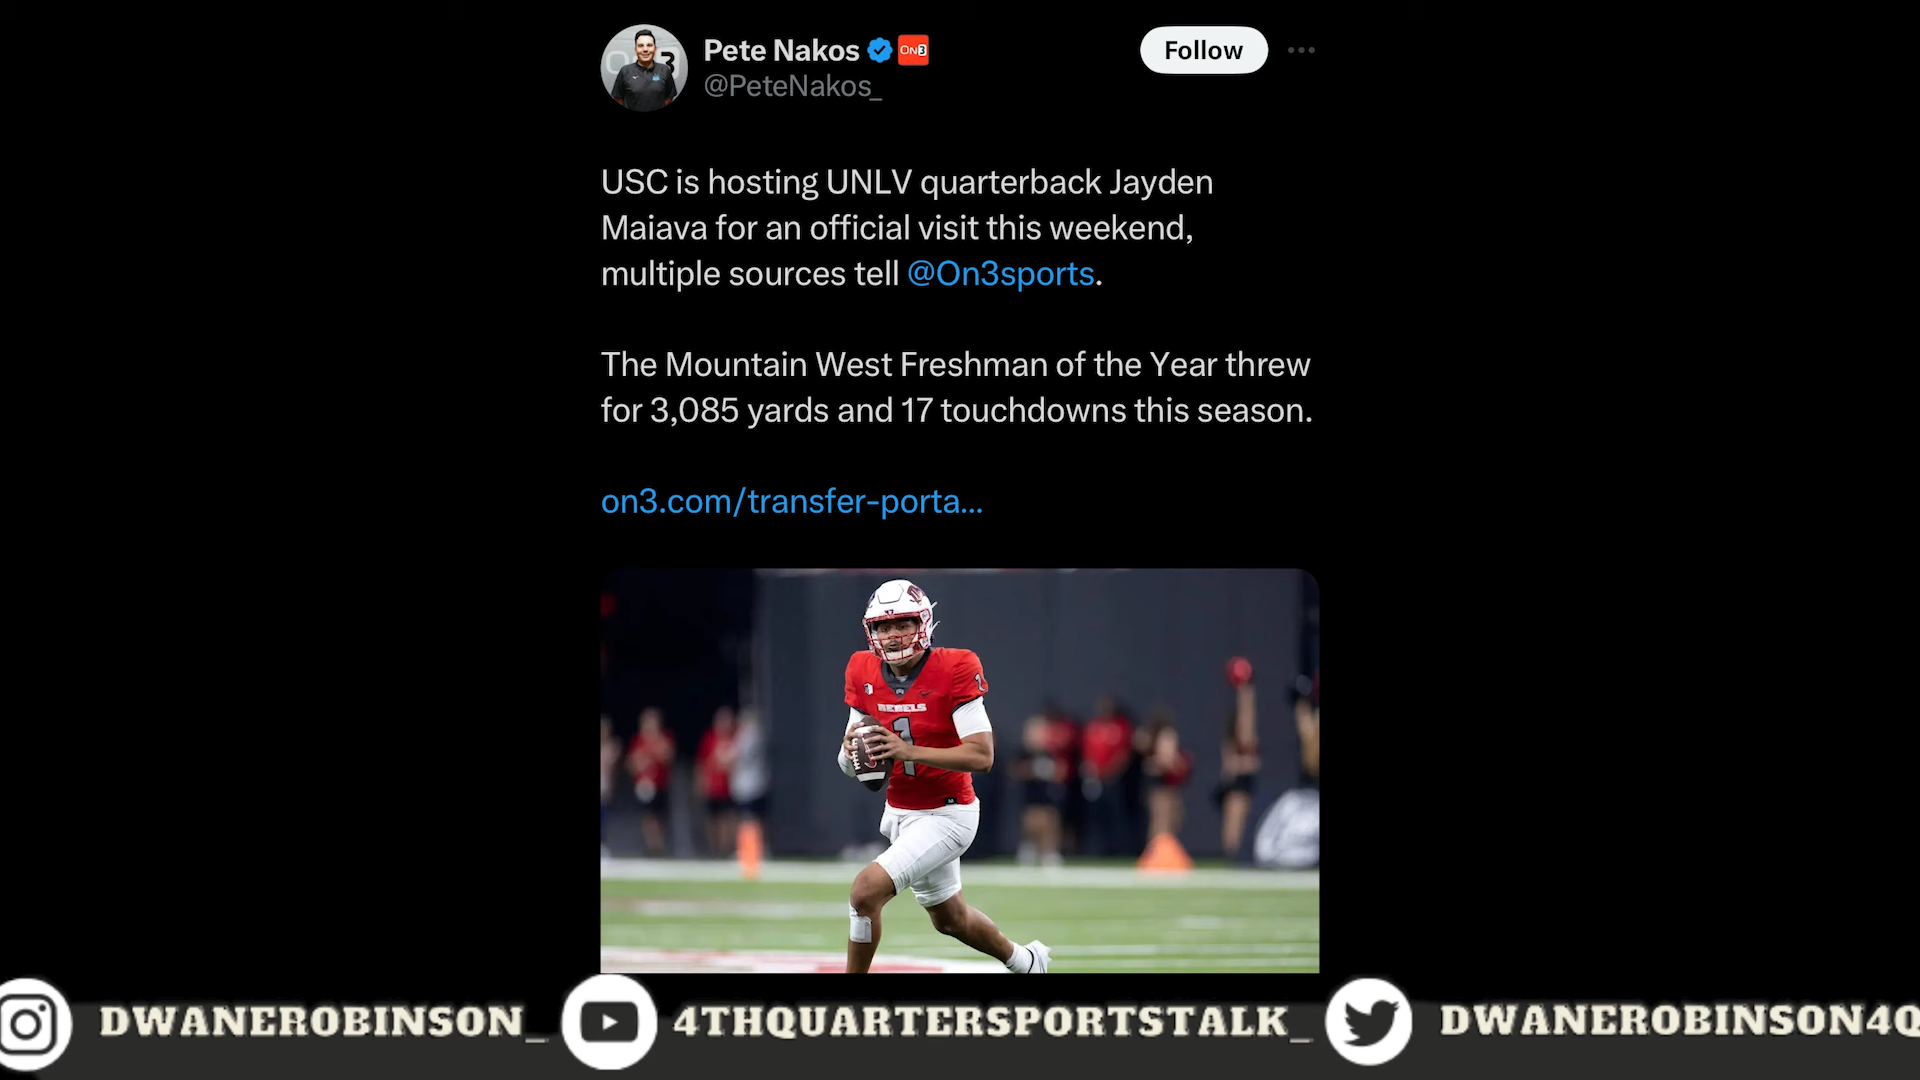 Pete Nakos ON3
@PeteNakos_
Follow
USC is hosting UNLV quarterback Jayden
Maiava for an official visit this weekend,
multiple sources tell @On3sports.
The Mountain West Freshman of the Year threw
for 3,085 yards and 17 touchdowns this season.
on3.com/transfer-porta...
REBELS
1
DWANEROBINSON_
4THQUARTERSPORTSTALK_
DWANEROBINSON4Q